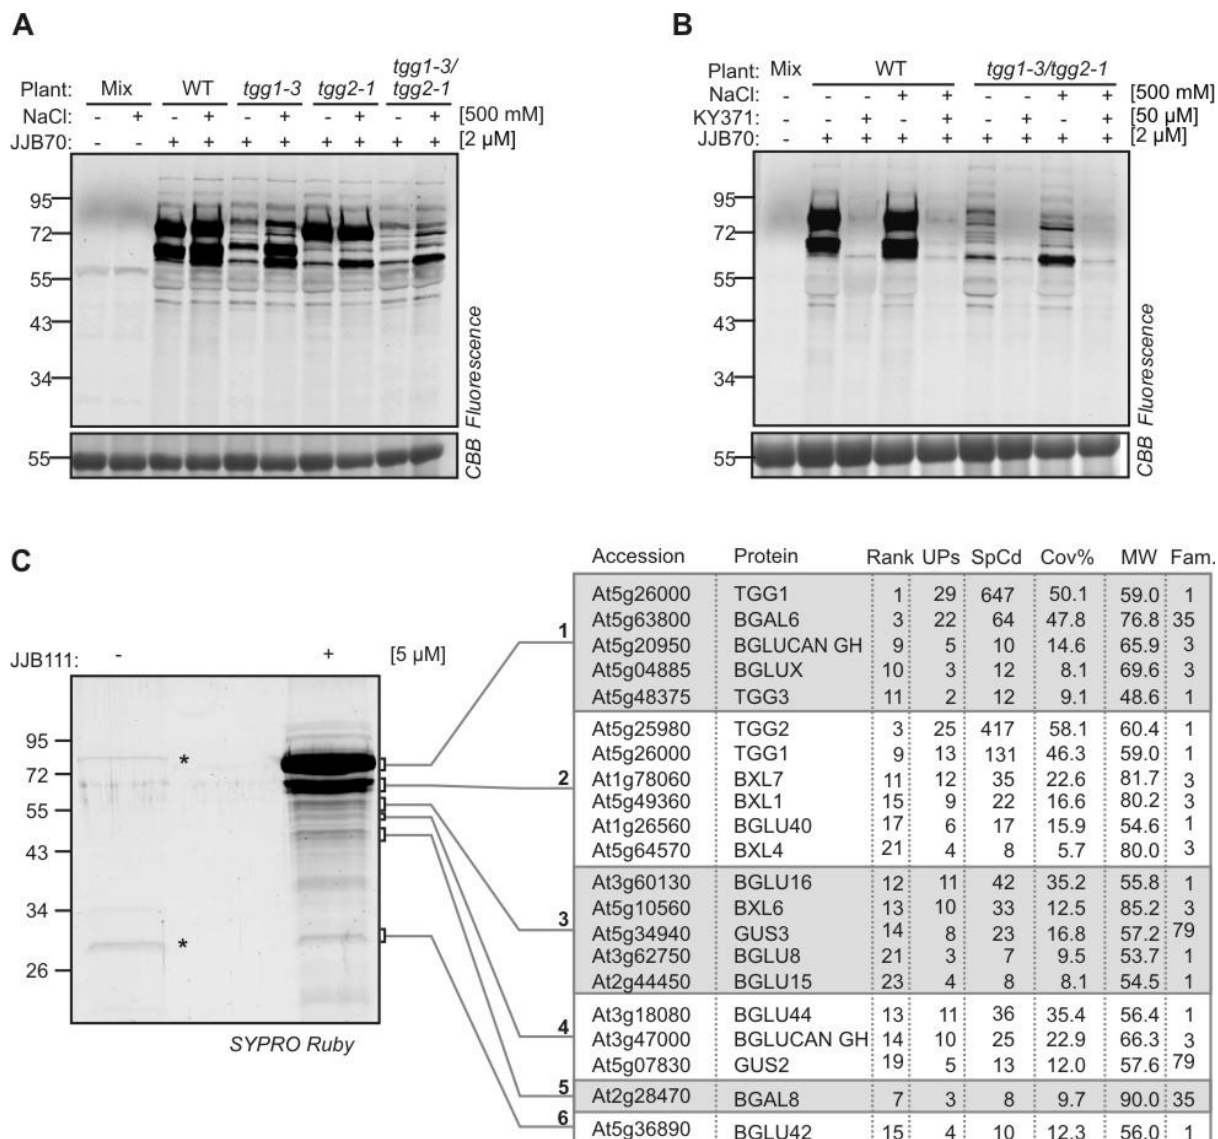 A
Plant: Mix WT tgg1-3 tgg2-1 tgg1-3/ tgg2-1
NaCl: - + - + - + - + - + [500 mM]
JJB70: - - + + + + + + + + [2 µM]
95
72
55
43
34
Fluorescence
55
CBB
B
Plant: Mix WT tgg1-3/tgg2-1
NaCl: - - - + + - - + + [500 mM]
KY371: - - + - + - + - + [50 µM]
JJB70: - + + + + + + + + [2 µM]
95
72
55
43
34
Fluorescence
55
CBB
C
JJB111: - + [5 µM]
95
72
55
43
34
26
*
*
SYPRO Ruby
Accession Protein Rank UPs SpCd Cov% MW Fam.
1
At5g26000 TGG1 1 29 647 50.1 59.0 1
At5g63800 BGAL6 3 22 64 47.8 76.8 35
At5g20950 BGLUCAN GH 9 5 10 14.6 65.9 3
At5g04885 BGLUX 10 3 12 8.1 69.6 3
At5g48375 TGG3 11 2 12 9.1 48.6 1
2
At5g25980 TGG2 3 25 417 58.1 60.4 1
At5g26000 TGG1 9 13 131 46.3 59.0 1
At1g78060 BXL7 11 12 35 22.6 81.7 3
At5g49360 BXL1 15 9 22 16.6 80.2 3
At1g26560 BGLU40 17 6 17 15.9 54.6 1
At5g64570 BXL4 21 4 8 5.7 80.0 3
3
At3g60130 BGLU16 12 11 42 35.2 55.8 1
At5g10560 BXL6 13 10 33 12.5 85.2 3
At5g34940 GUS3 14 8 23 16.8 57.2 79
At3g62750 BGLU8 21 3 7 9.5 53.7 1
At2g44450 BGLU15 23 4 8 8.1 54.5 1
4
At3g18080 BGLU44 13 11 36 35.4 56.4 1
At3g47000 BGLUCAN GH 14 10 25 22.9 66.3 3
At5g07830 GUS2 19 5 13 12.0 57.6 79
5
At2g28470 BGAL8 7 3 8 9.7 90.0 35
6
At5g36890 BGLU42 15 4 10 12.3 56.0 1